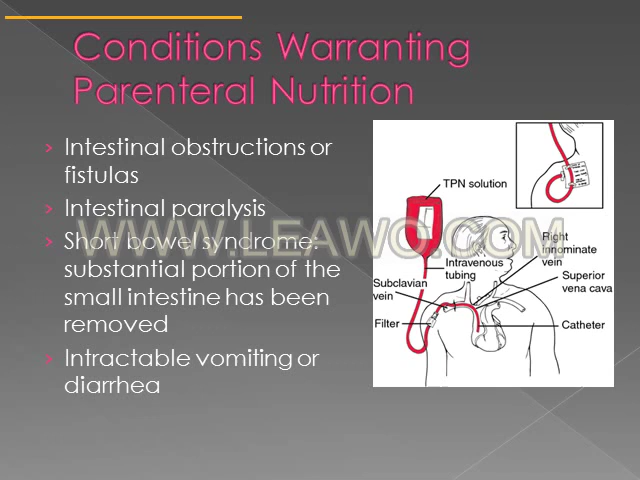 Conditions Warranting
Parenteral Nutrition
› Intestinal obstructions or
fistulas
› Intestinal paralysis
› Short bowel syndrome:
substantial portion of the
small intestine has been
removed
› Intractable vomiting or
diarrhea
WWW.LEAWO.COM
TPN solution
Intravenous
tubing
Right
innominate
vein
Subclavian
vein
Superior
vena cava
Filter
Catheter